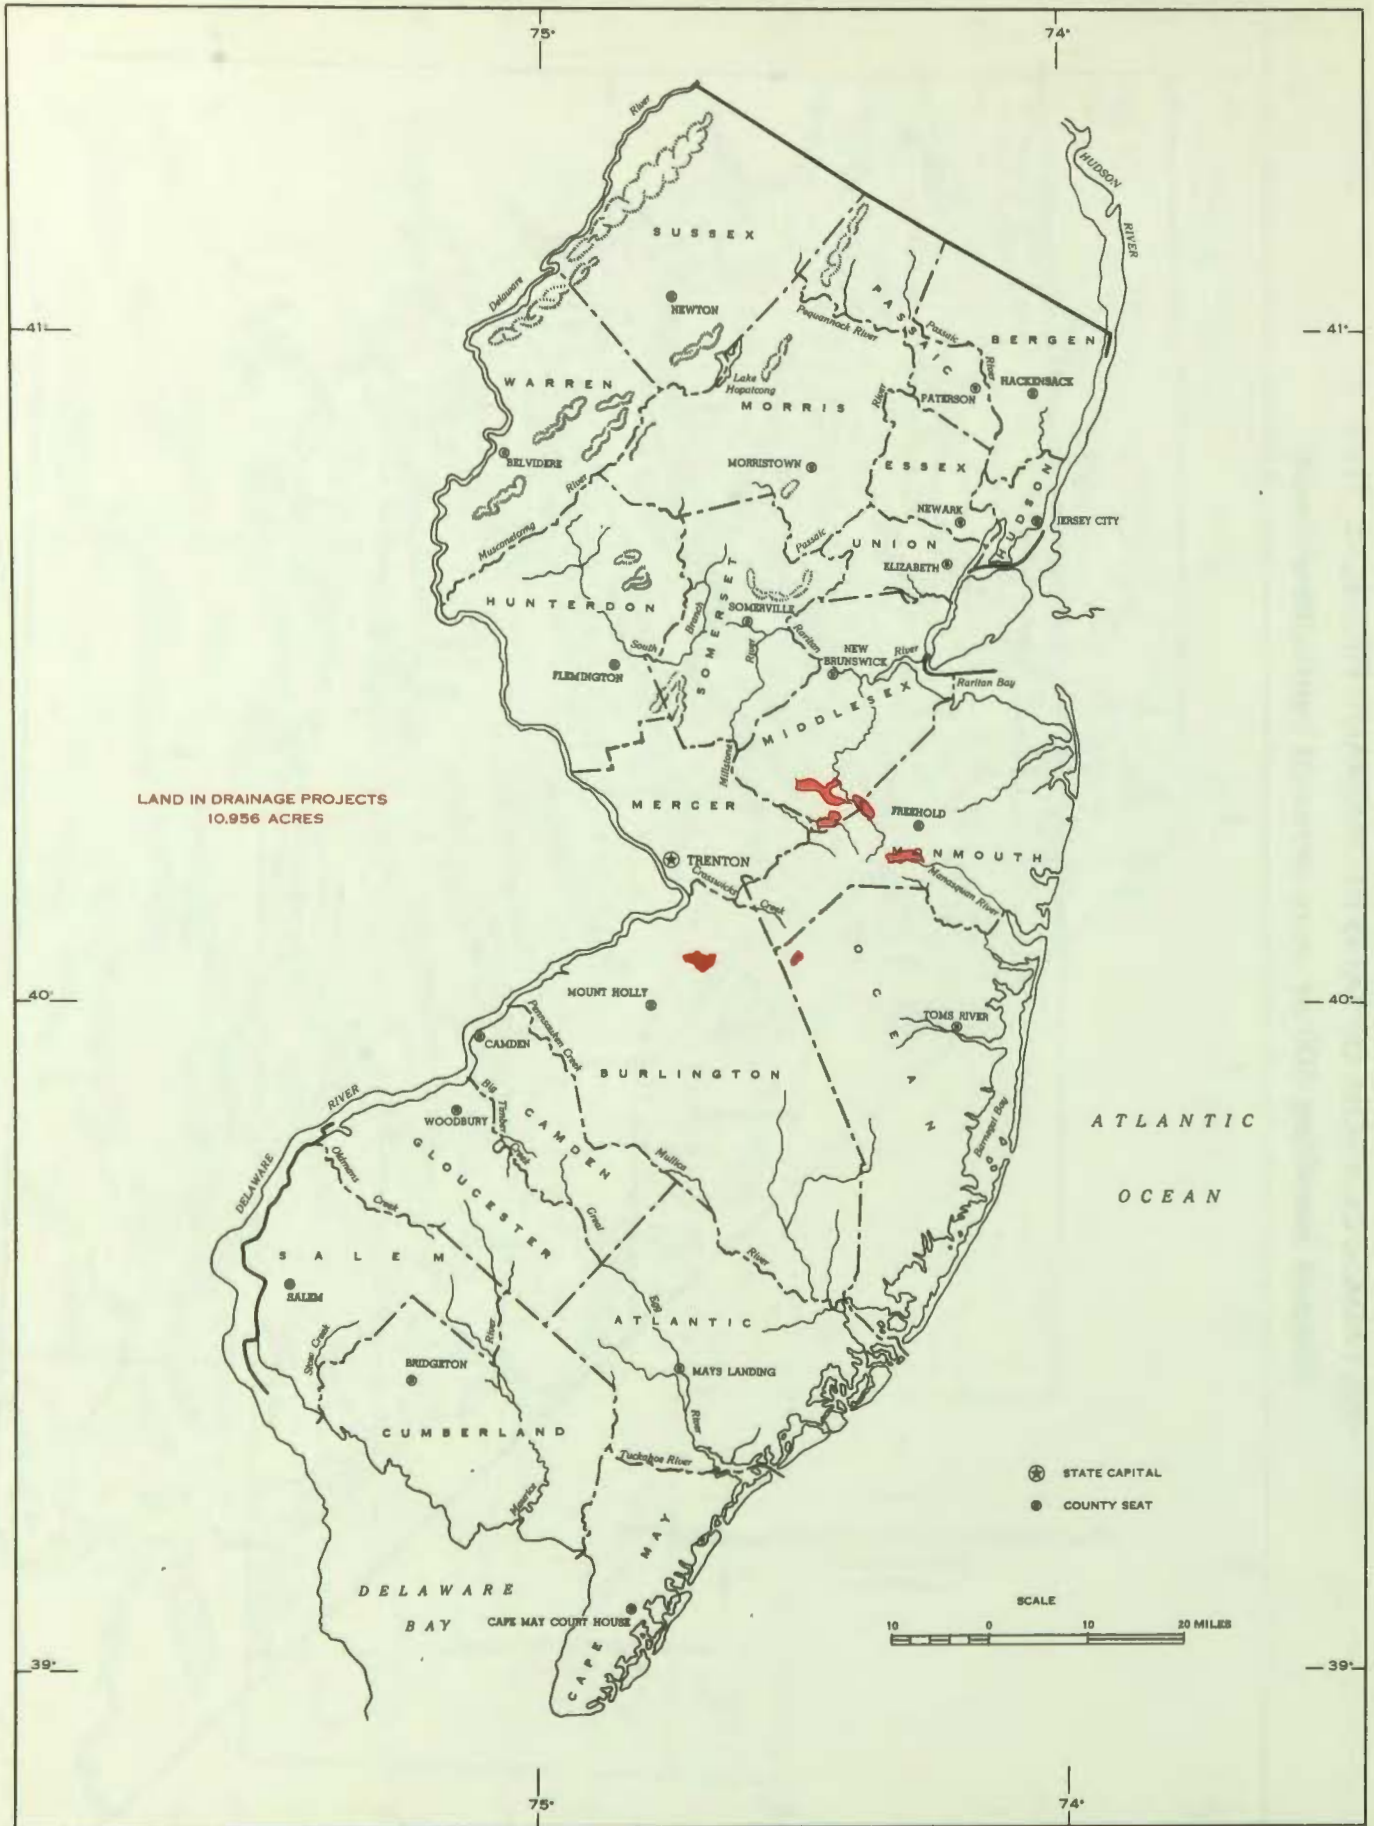 75°
74°
River
HUDSON
RIVER
SUSSEX
Delaware
NEWTON
PASSAIC
Pequannock River
Passaic
River
41°
41°
BERGEN
WARREN
Lake
Hopatcong
River
PATERSON
HACKENSACK
MORRIS
BELVIDERE
MORRISTOWN
ESSEX
HUDSON
River
Musconetcong
NEWARK
JERSEY CITY
Passaic
UNION
ELIZABETH
HUNTERDON
SOMERSET
Branch
South
SOMERVILLE
River
Raritan
NEW
BRUNSWICK
River
FLEMINGTON
Raritan Bay
MIDDLESEX
Millstone
LAND IN DRAINAGE PROJECTS
10,956 ACRES
MERCER
FREEHOLD
MONMOUTH
TRENTON
Crosswicks
Creek
Manasquan River
OCEAN
40°
40°
MOUNT HOLLY
Pennsauken Creek
TOMS RIVER
CAMDEN
BURLINGTON
Big
Timber
Creek
RIVER
WOODBURY
CAMDEN
Barnegat Bay
ATLANTIC
OCEAN
DELAWARE
Oldmans
Creek
GLOUCESTER
Mullica
River
Great
Egg
River
SALEM
SALEM
ATLANTIC
Stow Creek
River
BRIDGETON
MAYS LANDING
CUMBERLAND
Tuckahoe River
Maurice
STATE CAPITAL
COUNTY SEAT
CAPE MAY
DELAWARE
BAY
CAPE MAY COURT HOUSE
SCALE
10 0 10 20 MILES
39°
39°
75°
74°